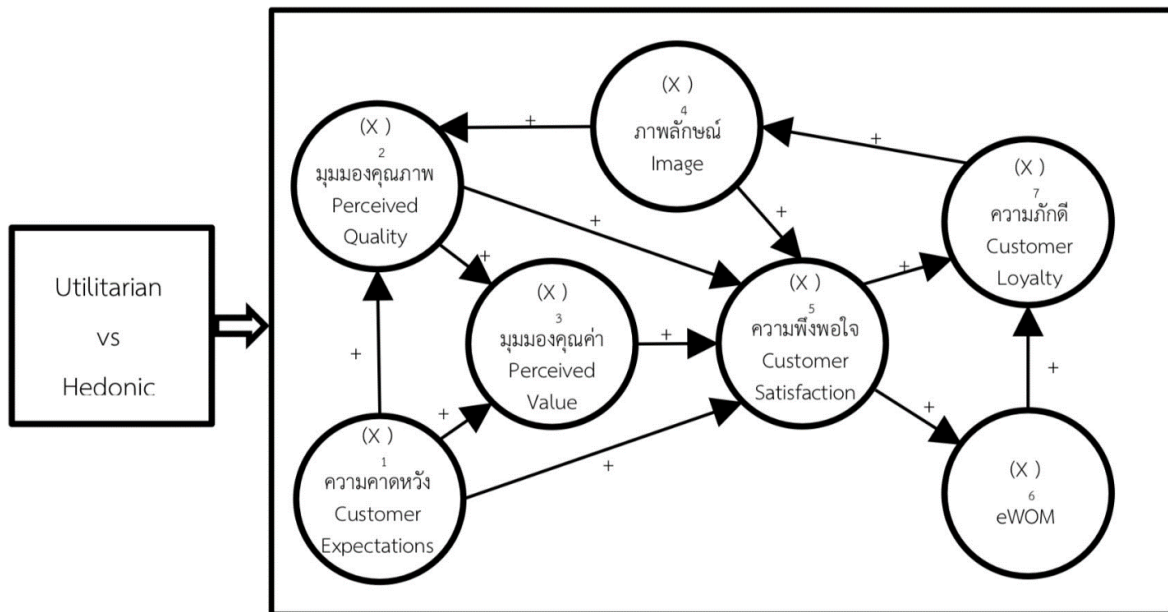 Utilitarian
vs
Hedonic
(X )
4
ภาพลักษณ์
Image
(X )
2
มุมมองคุณภาพ
Perceived
Quality
(X )
7
ความภักดี
Customer
Loyalty
(X )
3
มุมมองคุณค่า
Perceived
Value
(X )
5
ความพึงพอใจ
Customer
Satisfaction
(X )
1
ความคาดหวัง
Customer
Expectations
(X )
6
eWOM
+
+
+
+
+
+
+
+
+
+
+
+